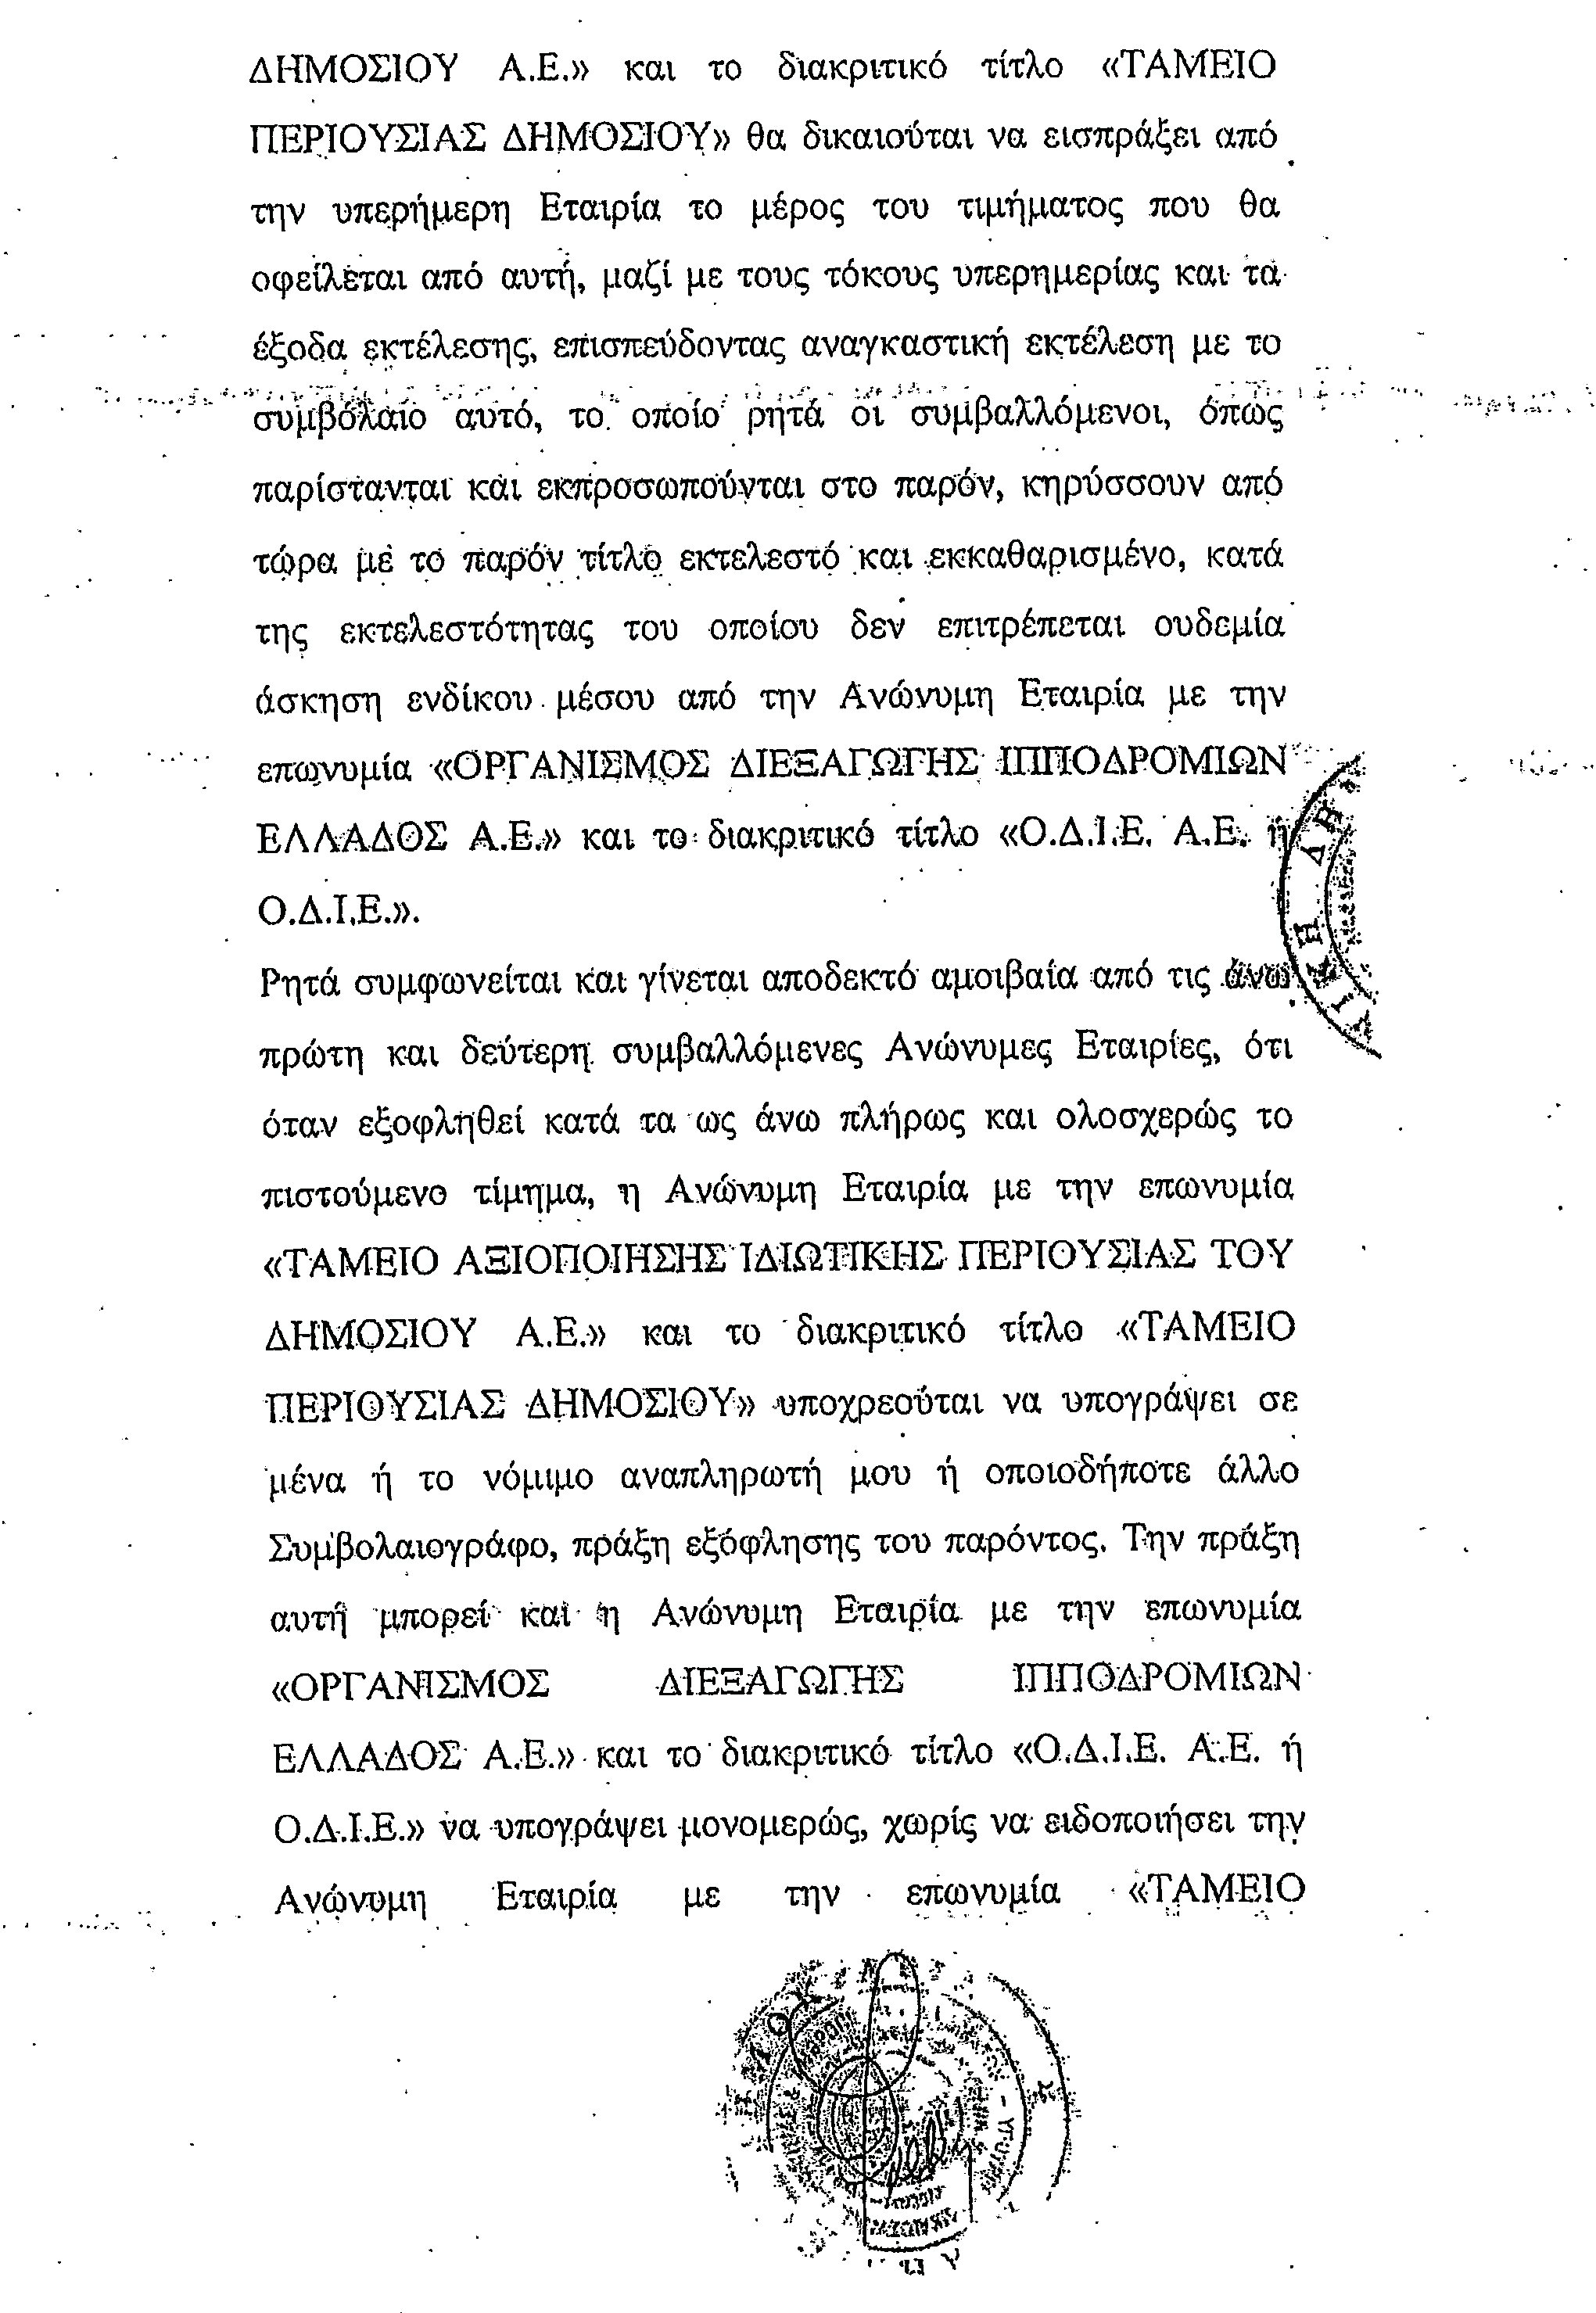 ΔΗΜΟΣΙΟΥ Α.Ε.» και το διακριτικό τίτλο «ΤΑΜΕΙΟ
ΠΕΡΙΟΥΣΙΑΣ ΔΗΜΟΣΙΟΥ» θα δικαιούται να εισπράξει από
την υπερήμερη Εταιρία το μέρος του τιμήματος που θα
οφείλεται από αυτή, μαζί με τους τόκους υπερημερίας και τα
έξοδα εκτέλεσης, επισπεύδοντας αναγκαστική εκτέλεση με το
συμβόλαιο αυτό, το οποίο ρητά οι συμβαλλόμενοι, όπως
παρίστανται και εκπροσωπούνται στο παρόν, κηρύσσουν από
τώρα με το παρόν τίτλο εκτελεστό και εκκαθαρισμένο, κατά
της εκτελεστότητας του οποίου δεν επιτρέπεται ουδεμία
άσκηση ενδίκου μέσου από την Ανώνυμη Εταιρία με την
επωνυμία «ΟΡΓΑΝΙΣΜΟΣ ΔΙΕΞΑΓΩΓΗΣ ΙΠΠΟΔΡΟΜΙΩΝ
ΕΛΛΑΔΟΣ Α.Ε.» και το διακριτικό τίτλο «Ο.Δ.Ι.Ε. Α.Ε. ή
Ο.Δ.Ι.Ε.».
Ρητά συμφωνείται και γίνεται αποδεκτό αμοιβαία από τις άνω
πρώτη και δεύτερη συμβαλλόμενες Ανώνυμες Εταιρίες, ότι
όταν εξοφληθεί κατά τα ως άνω πλήρως και ολοσχερώς το
πιστούμενο τίμημα, η Ανώνυμη Εταιρία με την επωνυμία
«ΤΑΜΕΙΟ ΑΞΙΟΠΟΙΗΣΗΣ ΙΔΙΩΤΙΚΗΣ ΠΕΡΙΟΥΣΙΑΣ ΤΟΥ
ΔΗΜΟΣΙΟΥ Α.Ε.» και το διακριτικό τίτλο «ΤΑΜΕΙΟ
ΠΕΡΙΟΥΣΙΑΣ ΔΗΜΟΣΙΟΥ» υποχρεούται να υπογράψει σε
μένα ή το νόμιμο αναπληρωτή μου ή οποιοδήποτε άλλο
Συμβολαιογράφο, πράξη εξόφλησης του παρόντος. Την πράξη
αυτή μπορεί και η Ανώνυμη Εταιρία με την επωνυμία
«ΟΡΓΑΝΙΣΜΟΣ ΔΙΕΞΑΓΩΓΗΣ ΙΠΠΟΔΡΟΜΙΩΝ
ΕΛΛΑΔΟΣ Α.Ε.» και το διακριτικό τίτλο «Ο.Δ.Ι.Ε. Α.Ε. ή
Ο.Δ.Ι.Ε.» να υπογράψει μονομερώς, χωρίς να ειδοποιήσει την
Ανώνυμη Εταιρία με την επωνυμία «ΤΑΜΕΙΟ